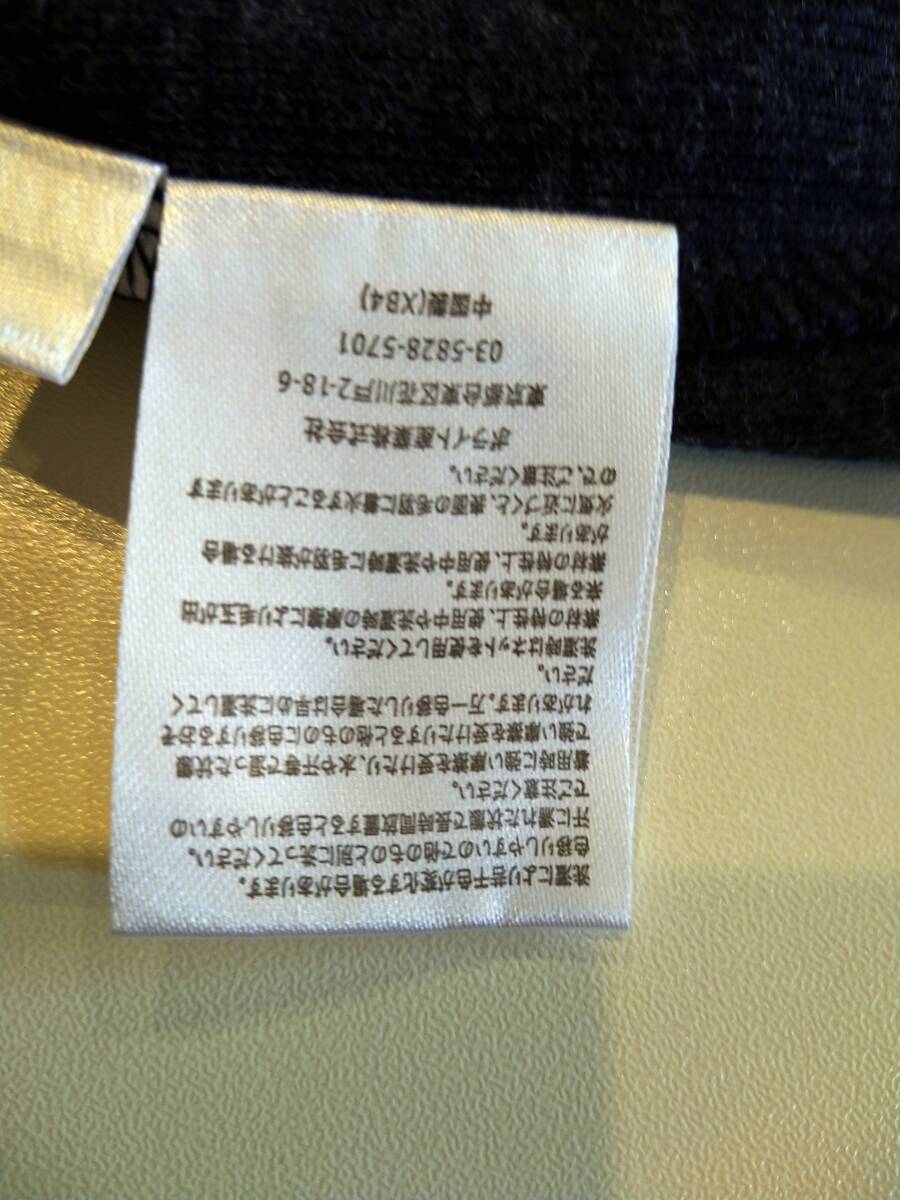 洗濯により若干色が変化する場合があります。
色移りしやすいので他のものと別に洗ってください。
汗に濡れた状態で長時間放置すると色移りしやすいの
でご注意ください。
着用時に強い摩擦を受けたり、水や汗等で湿った状態
で強い摩擦を受けたりすると他のものに色移りするおそ
れがあります。万一色移りした場合は早めに洗濯して
ください。
洗濯時はネットを使用してください。
素材の特性上、使用中や洗濯時の摩擦により毛玉が出
来る場合があります。
素材の特性上、使用中や洗濯時に毛羽が抜ける場合
があります。
火気に近づくと、表面の毛羽に着火することがあります
ので、ご注意ください。
ボライト産業株式会社
東京都台東区花川戸2-18-6
03-5828-5701
中国製(XB4)